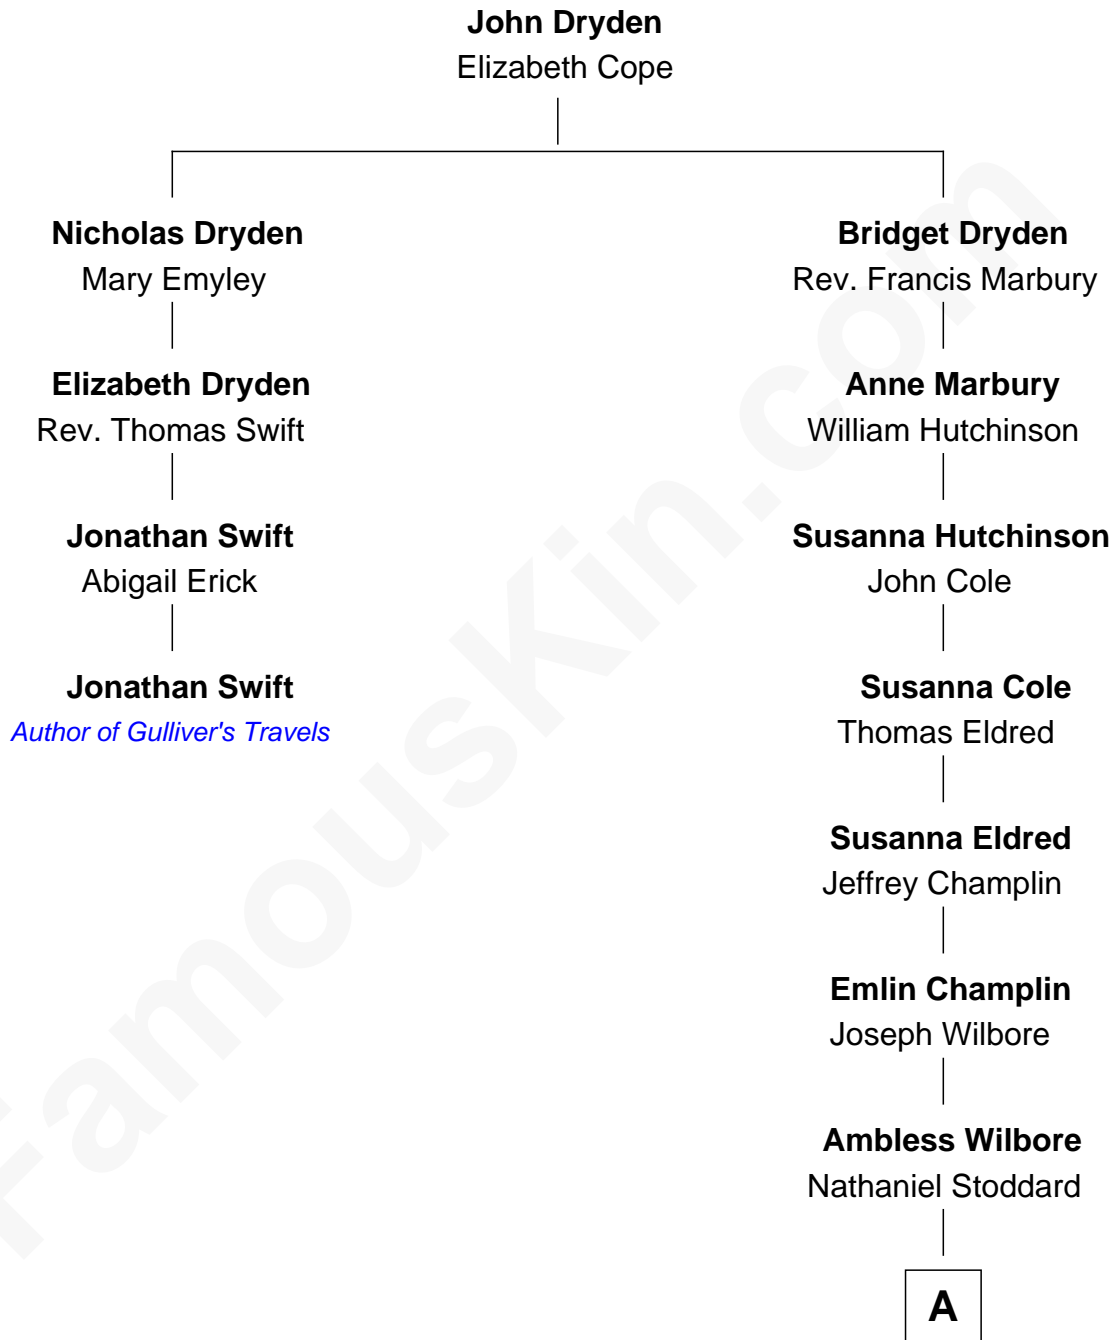 John Dryden
Elizabeth Cope
Nicholas Dryden
Mary Emyley
Bridget Dryden
Rev. Francis Marbury
Elizabeth Dryden
Rev. Thomas Swift
Anne Marbury
William Hutchinson
Jonathan Swift
Abigail Erick
Susanna Hutchinson
John Cole
Jonathan Swift
Author of Gulliver's Travels
Susanna Cole
Thomas Eldred
Susanna Eldred
Jeffrey Champlin
Emlin Champlin
Joseph Wilbore
Ambless Wilbore
Nathaniel Stoddard
A
FamousKin.com